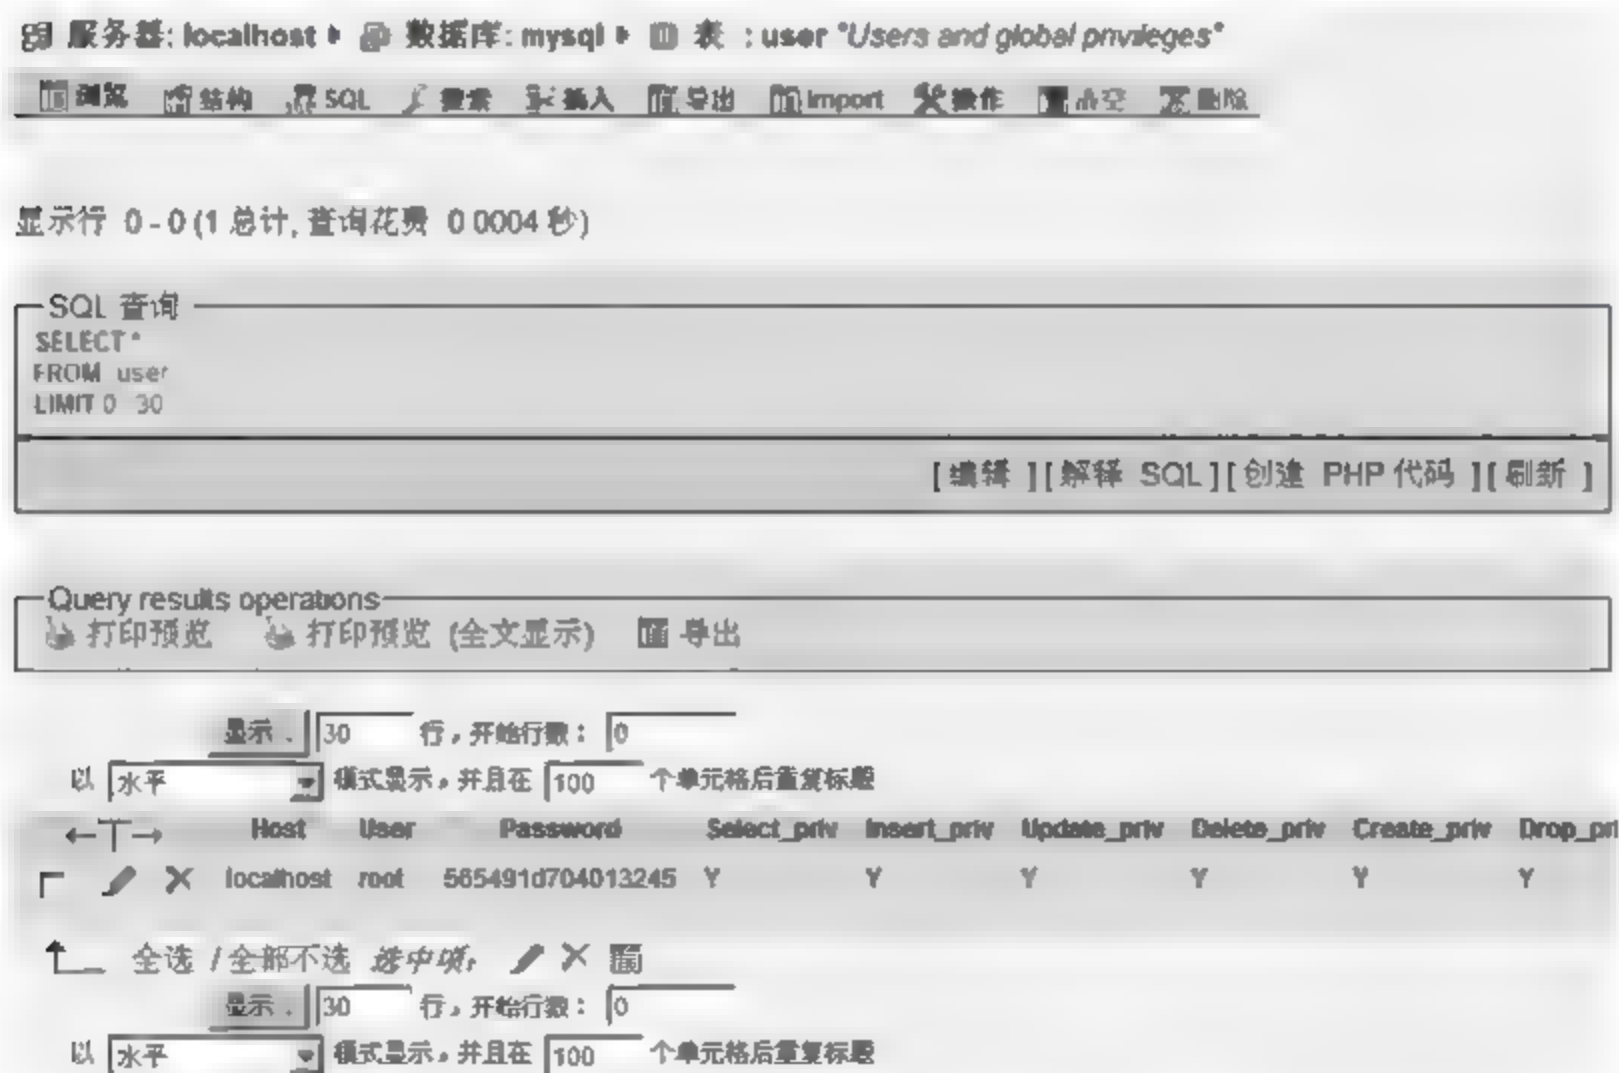 服务器: localhost 数据库: mysql 表 : user "Users and global privileges"
浏览 结构 SQL 搜索 插入 导出 Import 操作 清空 删除
显示行 0 - 0 (1 总计, 查询花费 0 0004 秒)
SQL 查询
SELECT *
FROM user
LIMIT 0 30
[ 编辑 ] [ 解释 SQL ] [ 创建 PHP 代码 ] [ 刷新 ]
Query results operations
打印预览 打印预览 (全文显示) 导出
显示 . 30 行,开始行数: 0
以 水平 模式显示,并且在 100 个单元格后重复标题
←T→ Host User Password Select_priv Insert_priv Update_priv Delete_priv Create_priv Drop_pri
localhost root 565491d704013245 Y Y Y Y Y Y
全选 / 全部不选 选中项:
显示 . 30 行,开始行数: 0
以 水平 模式显示,并且在 100 个单元格后重复标题